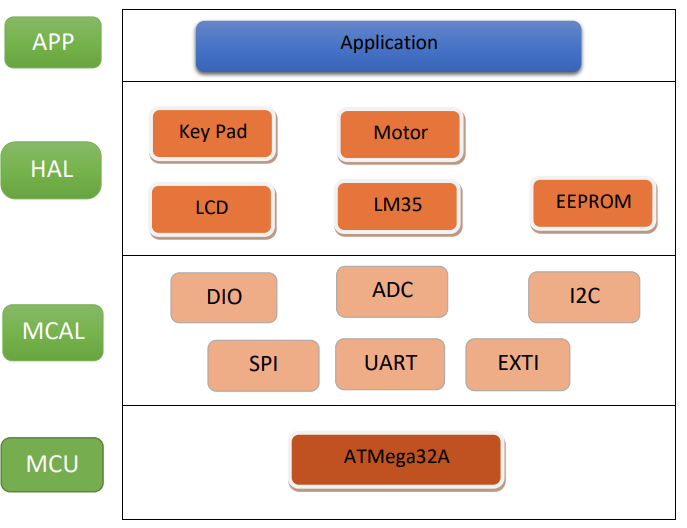 APP
Application
HAL
Key Pad
Motor
LCD
LM35
EEPROM
MCAL
DIO
ADC
I2C
SPI
UART
EXTI
MCU
ATMega32A